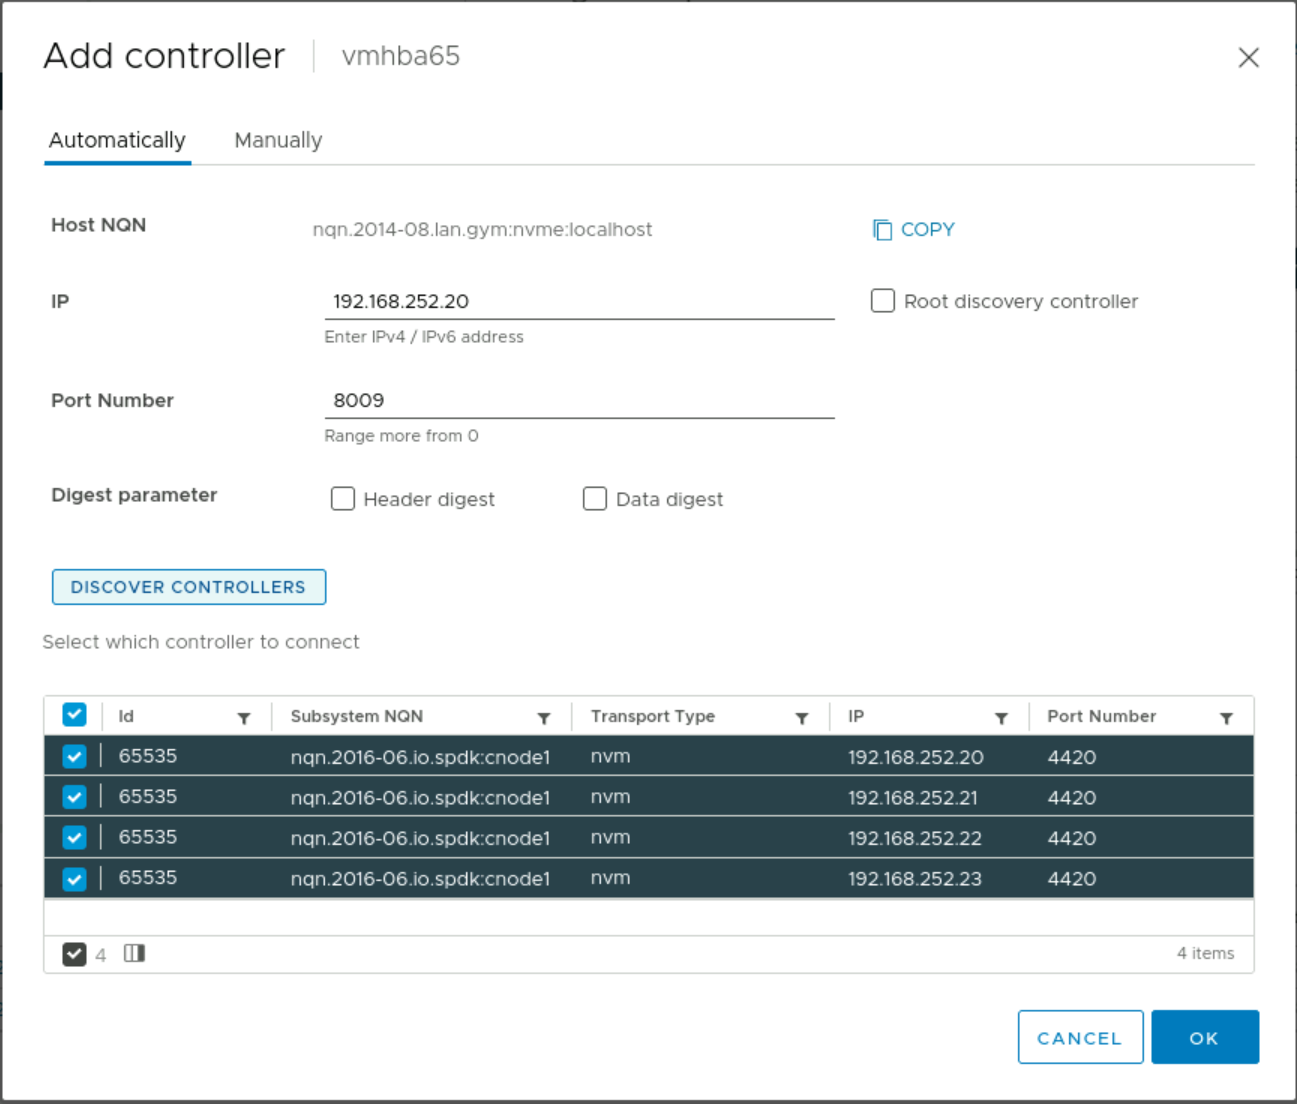 Add controller vmhba65
Automatically Manually
Host NQN nqn.2014-08.lan.gym:nvme:localhost COPY
IP 192.168.252.20 Root discovery controller
Enter IPv4 / IPv6 address
Port Number 8009
Range more from 0
Digest parameter Header digest Data digest
DISCOVER CONTROLLERS
Select which controller to connect
Id Subsystem NQN Transport Type IP Port Number
65535 nqn.2016-06.io.spdk:cnode1 nvm 192.168.252.20 4420
65535 nqn.2016-06.io.spdk:cnode1 nvm 192.168.252.21 4420
65535 nqn.2016-06.io.spdk:cnode1 nvm 192.168.252.22 4420
65535 nqn.2016-06.io.spdk:cnode1 nvm 192.168.252.23 4420
4 4 items
CANCEL OK